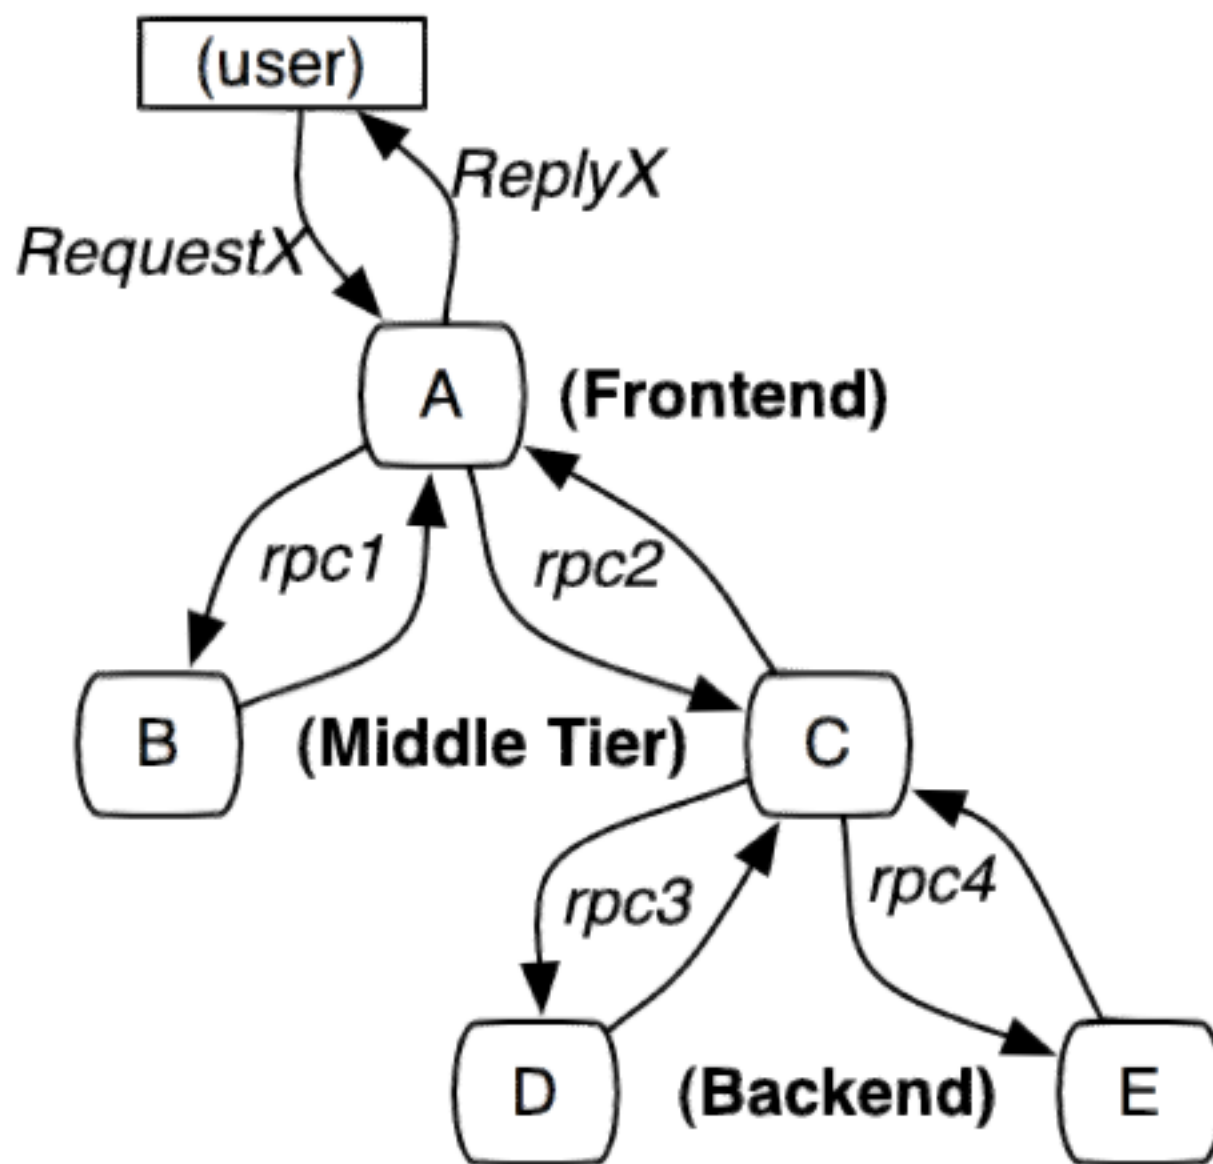 (user)
ReplyX
RequestX
A
(Frontend)
rpc1
rpc2
B
(Middle Tier)
C
rpc3
rpc4
D
(Backend)
E